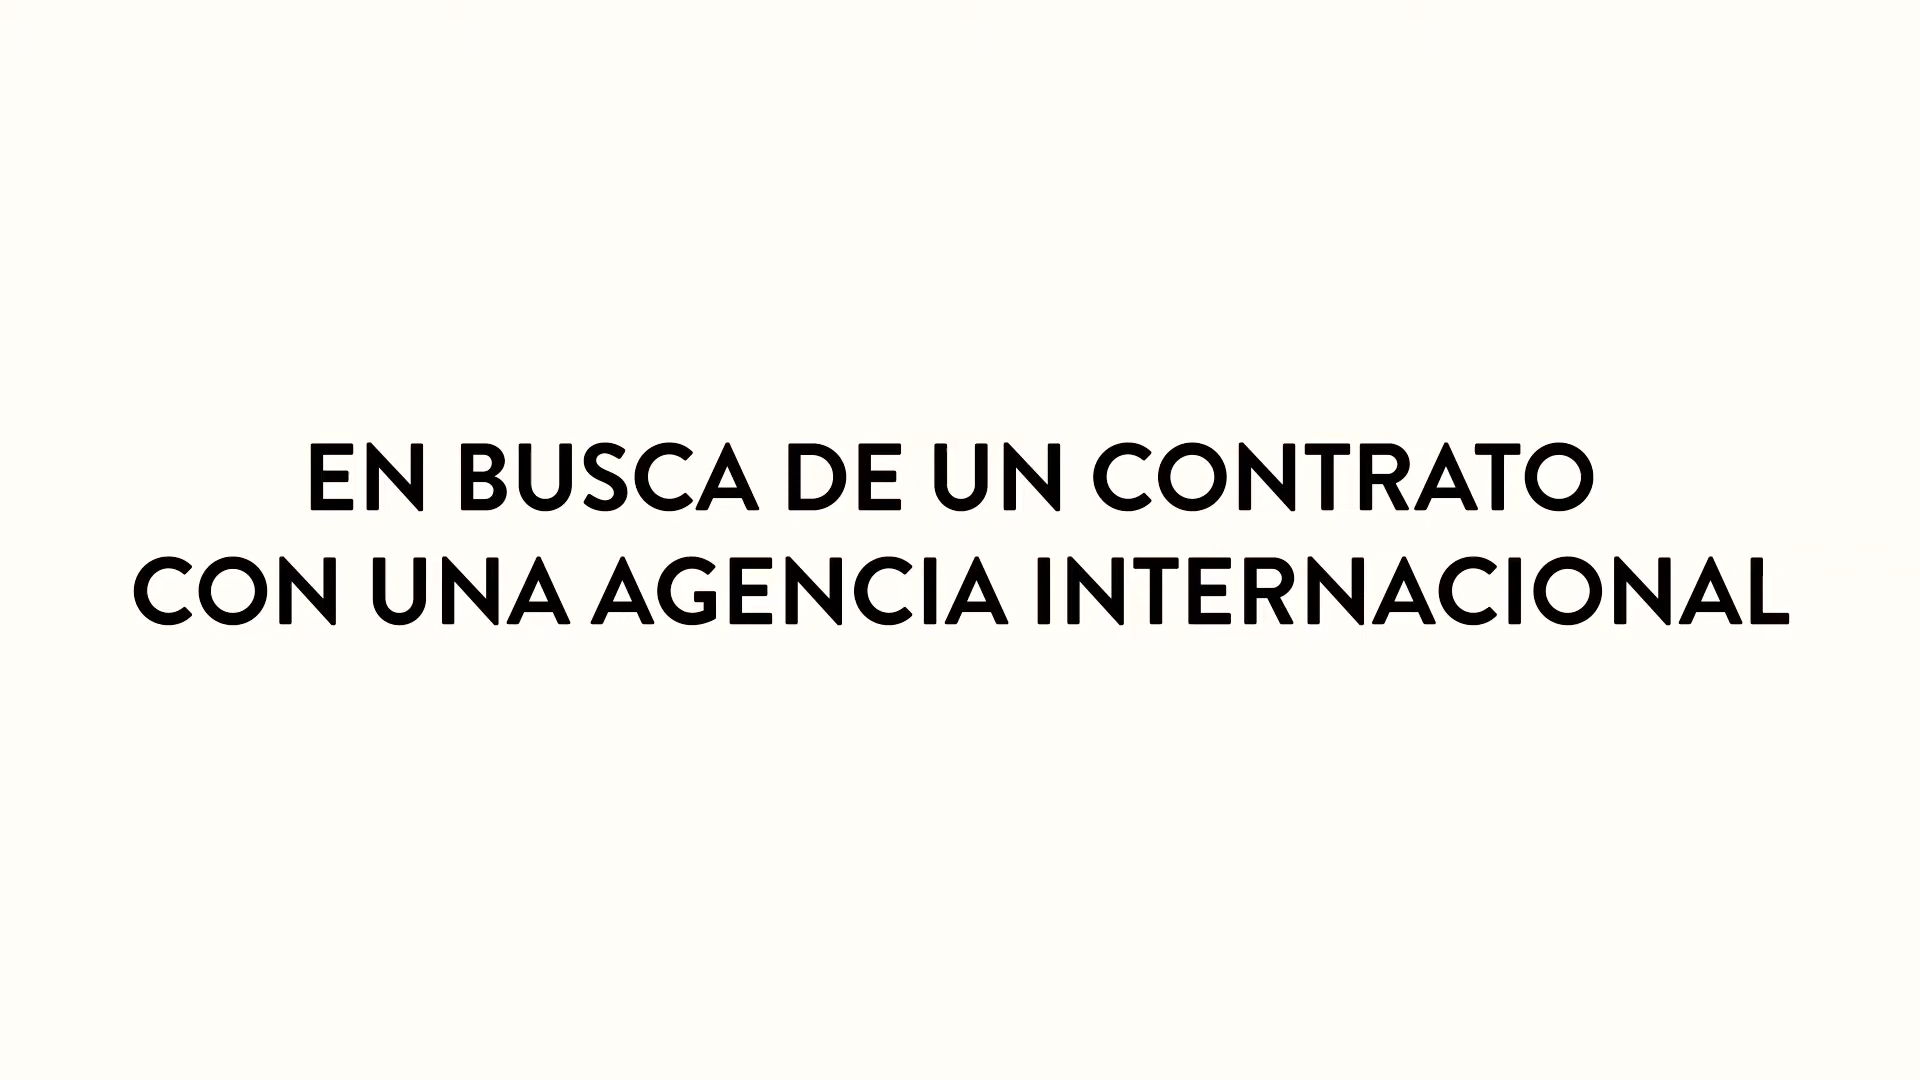 EN BUSCA DE UN CONTRATO
CON UNA AGENCIA INTERNACIONAL